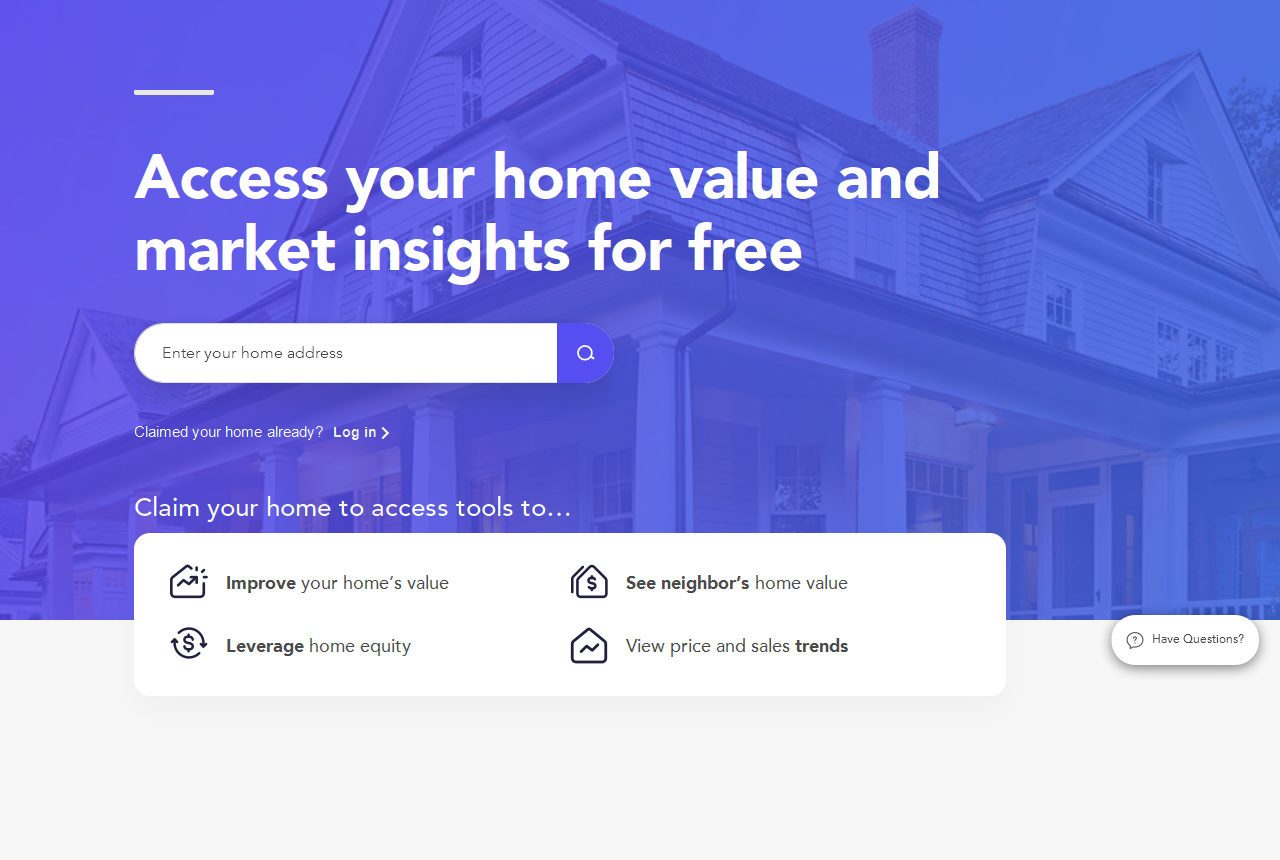 Access your home value and
market insights for free
Enter your home address
Claimed your home already? Log in
Claim your home to access tools to...
Improve your home's value
See neighbor's home value
Leverage home equity
View price and sales trends
Have Questions?